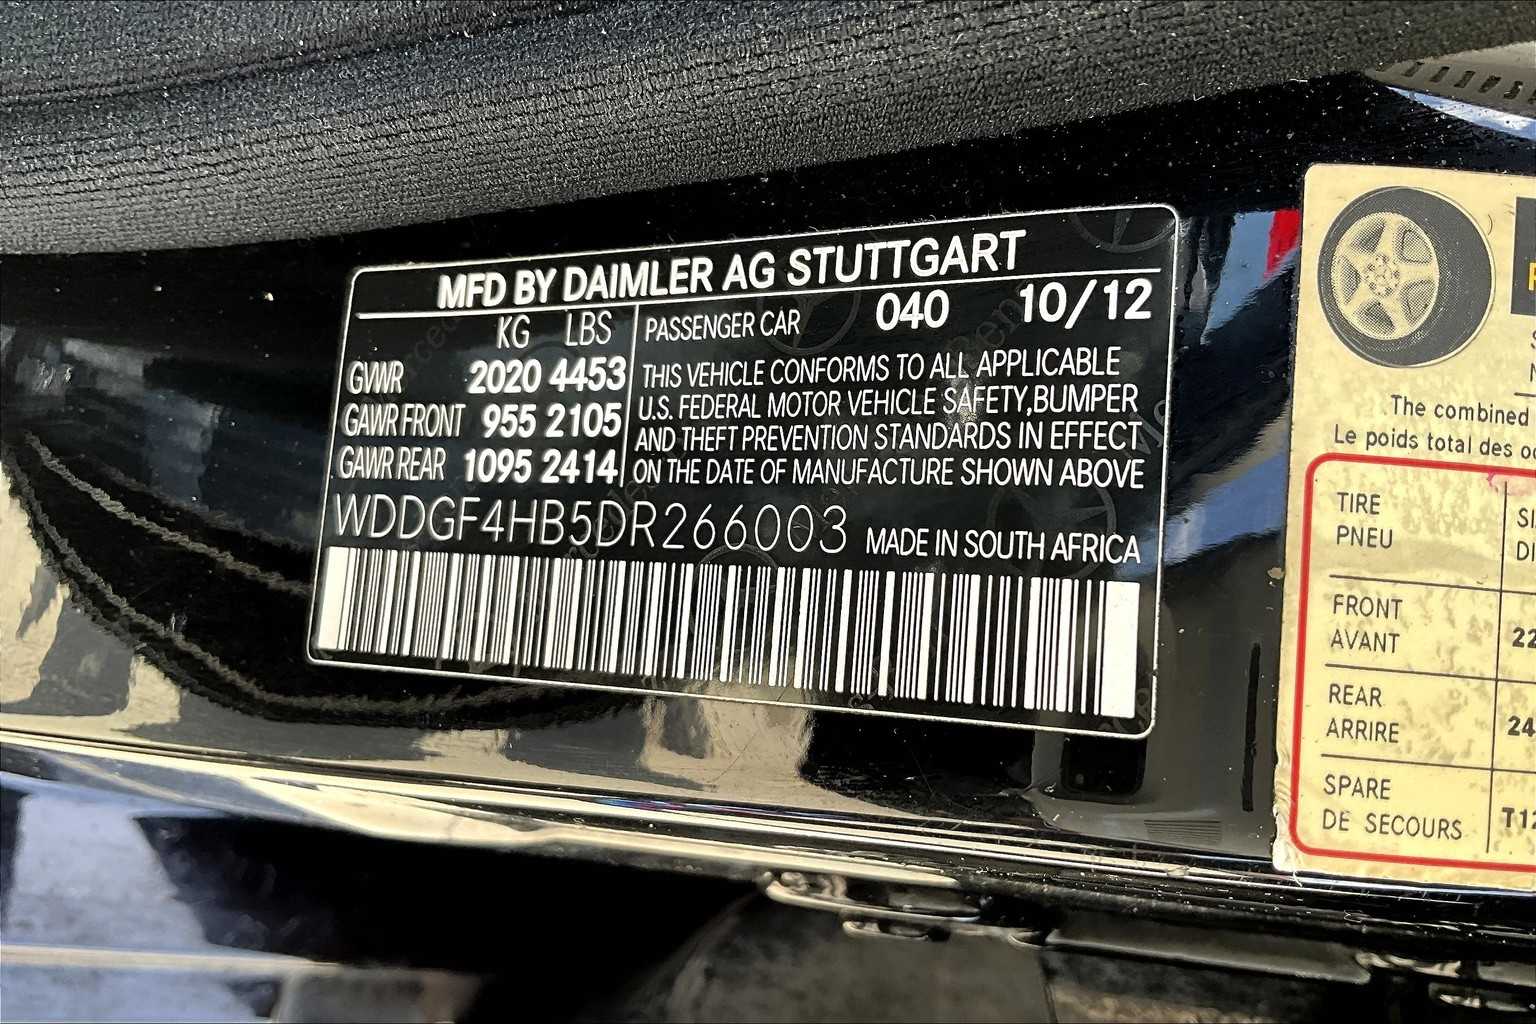 MFD BY DAIMLER AG STUTTGART
KG LBS
GVWR 2020 4453
GAWR FRONT 955 2105
GAWR REAR 1095 2414
PASSENGER CAR 040 10/12
THIS VEHICLE CONFORMS TO ALL APPLICABLE
U.S. FEDERAL MOTOR VEHICLE SAFETY,BUMPER
AND THEFT PREVENTION STANDARDS IN EFFECT
ON THE DATE OF MANUFACTURE SHOWN ABOVE
WDDGF4HB5DR266003 MADE IN SOUTH AFRICA
The combined
Le poids total des
TIRE
PNEU
FRONT
AVANT
REAR
ARRIRE
SPARE
DE SECOURS